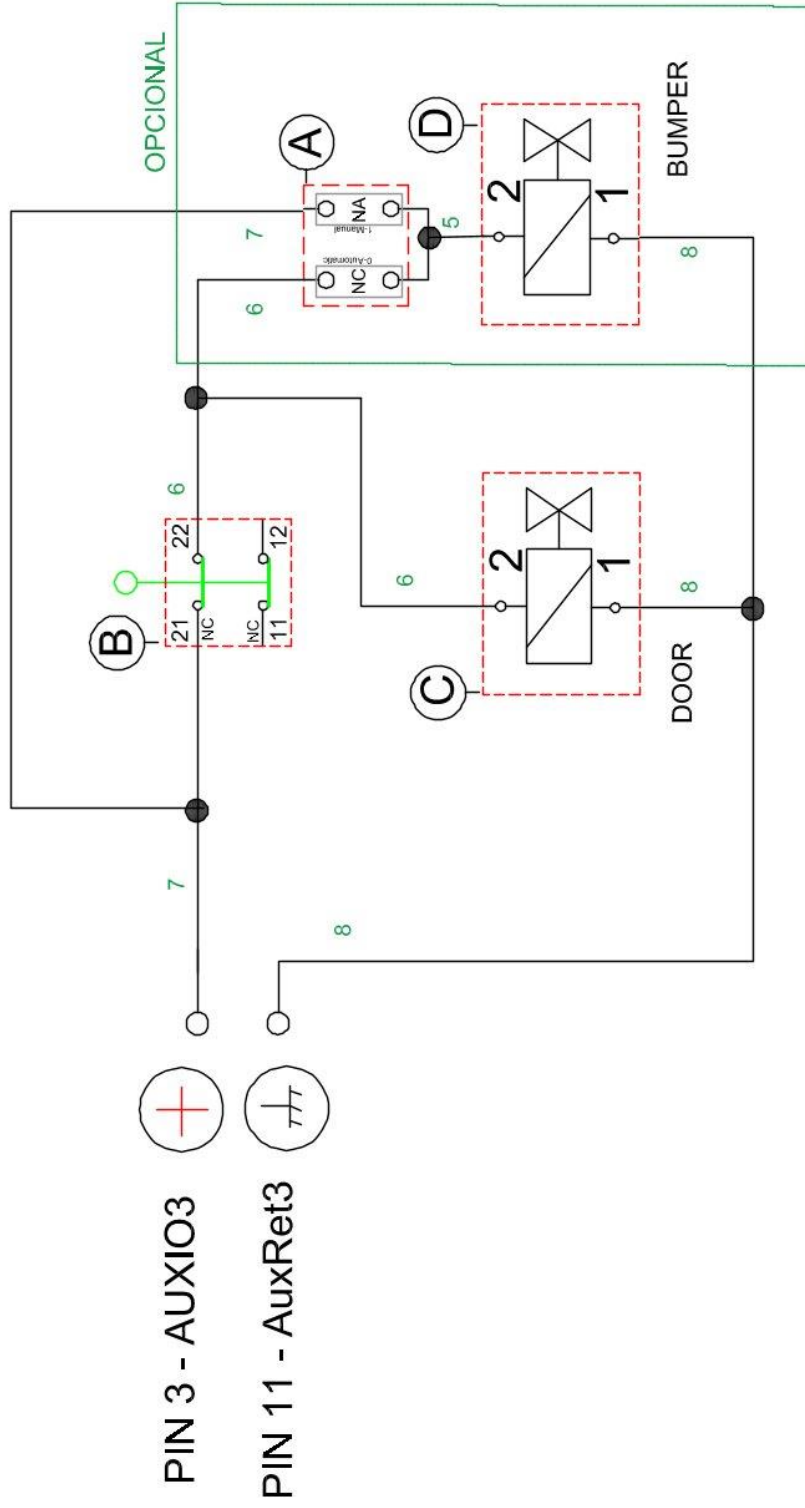 OPCIONAL
A
7
NA
1-Manual
6
NC
0-Automatic
5
D
2
1
BUMPER
8
6
B
22
12
21
NC
NC
11
6
C
2
1
DOOR
8
7
8
PIN 3 - AUXIO3
PIN 11 - AuxRet3